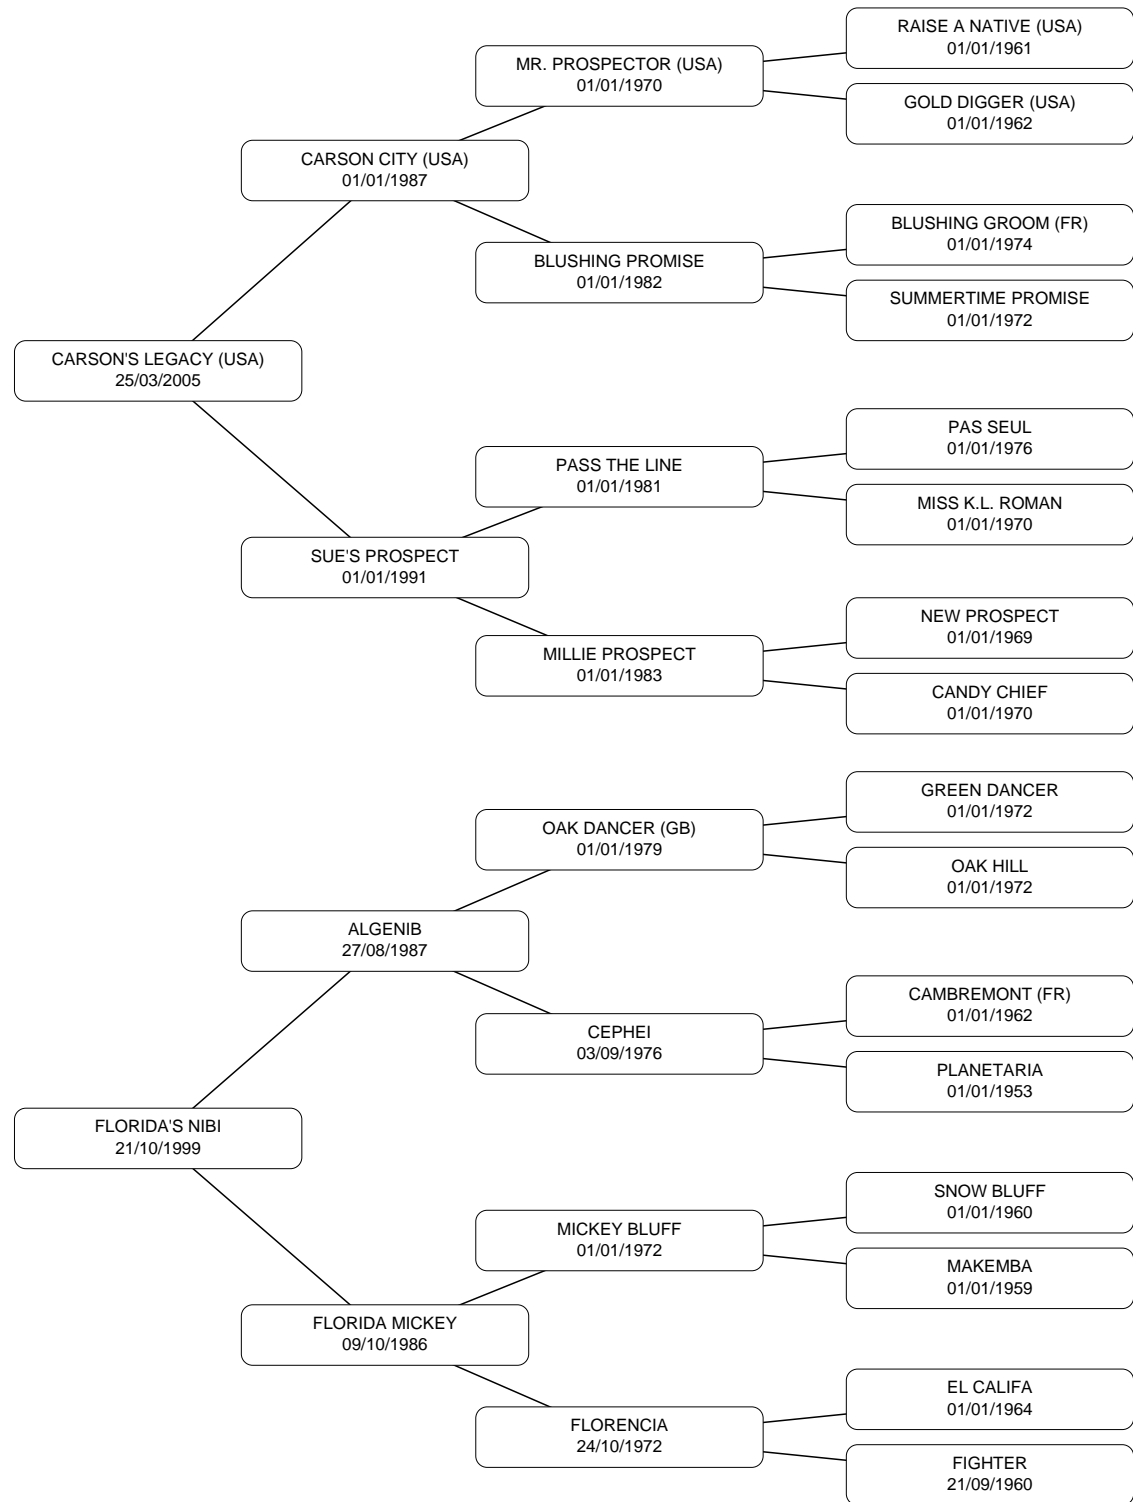 RAISE A NATIVE (USA)
01/01/1961
MR. PROSPECTOR (USA)
01/01/1970
GOLD DIGGER (USA)
01/01/1962
CARSON CITY (USA)
01/01/1987
BLUSHING GROOM (FR)
01/01/1974
BLUSHING PROMISE
01/01/1982
SUMMERTIME PROMISE
01/01/1972
CARSON'S LEGACY (USA)
25/03/2005
PAS SEUL
01/01/1976
PASS THE LINE
01/01/1981
MISS K.L. ROMAN
01/01/1970
SUE'S PROSPECT
01/01/1991
NEW PROSPECT
01/01/1969
MILLIE PROSPECT
01/01/1983
CANDY CHIEF
01/01/1970
GREEN DANCER
01/01/1972
OAK DANCER (GB)
01/01/1979
OAK HILL
01/01/1972
ALGENIB
27/08/1987
CAMBREMONT (FR)
01/01/1962
CEPHEI
03/09/1976
PLANETARIA
01/01/1953
FLORIDA'S NIBI
21/10/1999
SNOW BLUFF
01/01/1960
MICKEY BLUFF
01/01/1972
MAKEMBA
01/01/1959
FLORIDA MICKEY
09/10/1986
EL CALIFA
01/01/1964
FLORENCIA
24/10/1972
FIGHTER
21/09/1960